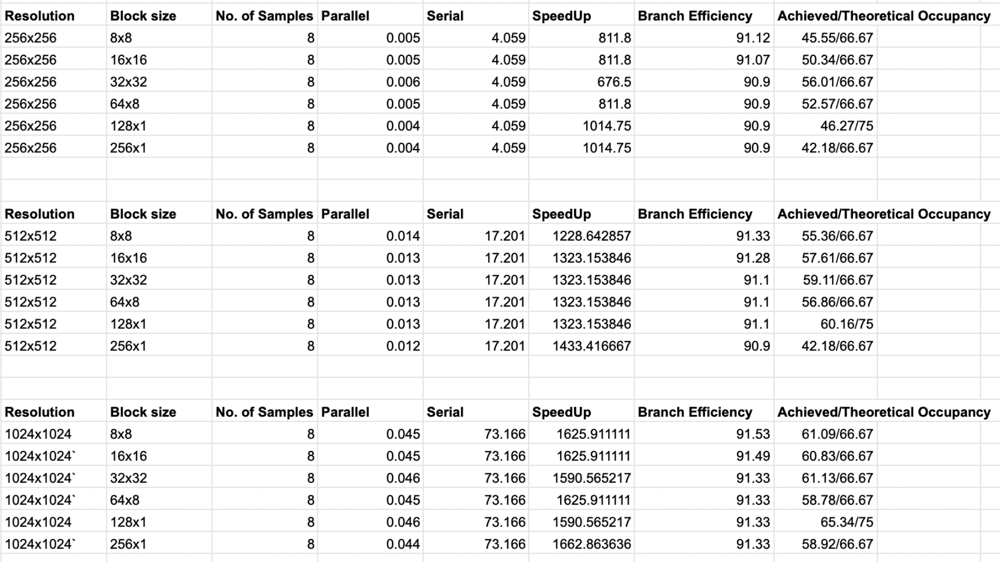 Resolution Block size No. of Samples Parallel Serial SpeedUp Branch Efficiency Achieved/Theoretical Occupancy
256x256 8x8 8 0.005 4.059 811.8 91.12 45.55/66.67
256x256 16x16 8 0.005 4.059 811.8 91.07 50.34/66.67
256x256 32x32 8 0.006 4.059 676.5 90.9 56.01/66.67
256x256 64x8 8 0.005 4.059 811.8 90.9 52.57/66.67
256x256 128x1 8 0.004 4.059 1014.75 90.9 46.27/75
256x256 256x1 8 0.004 4.059 1014.75 90.9 42.18/66.67
Resolution Block size No. of Samples Parallel Serial SpeedUp Branch Efficiency Achieved/Theoretical Occupancy
512x512 8x8 8 0.014 17.201 1228.642857 91.33 55.36/66.67
512x512 16x16 8 0.013 17.201 1323.153846 91.28 57.61/66.67
512x512 32x32 8 0.013 17.201 1323.153846 91.1 59.11/66.67
512x512 64x8 8 0.013 17.201 1323.153846 91.1 56.86/66.67
512x512 128x1 8 0.013 17.201 1323.153846 91.1 60.16/75
512x512 256x1 8 0.012 17.201 1433.416667 90.9 42.18/66.67
Resolution Block size No. of Samples Parallel Serial SpeedUp Branch Efficiency Achieved/Theoretical Occupancy
1024x1024 8x8 8 0.045 73.166 1625.911111 91.53 61.09/66.67
1024x1024` 16x16 8 0.045 73.166 1625.911111 91.49 60.83/66.67
1024x1024` 32x32 8 0.046 73.166 1590.565217 91.33 61.13/66.67
1024x1024` 64x8 8 0.045 73.166 1625.911111 91.33 58.78/66.67
1024x1024 128x1 8 0.046 73.166 1590.565217 91.33 65.34/75
1024x1024` 256x1 8 0.044 73.166 1662.863636 91.33 58.92/66.67